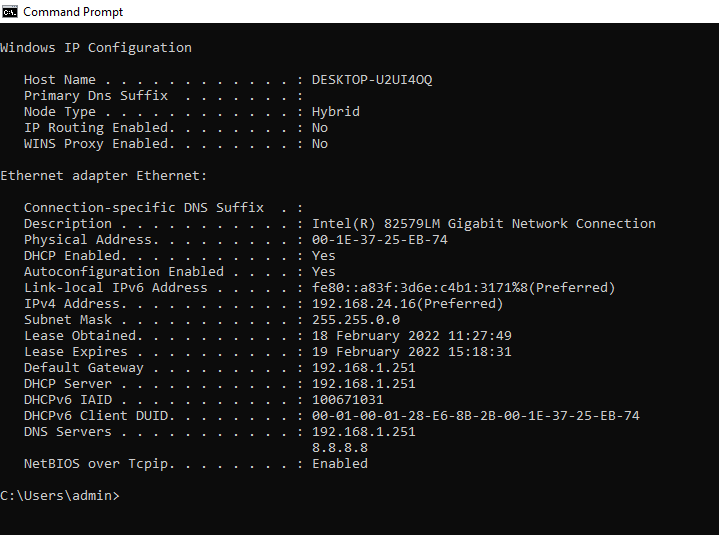 Command Prompt
Windows IP Configuration
Host Name . . . . . . . . . . . . : DESKTOP-U2UI4OQ
Primary Dns Suffix  . . . . . . . :
Node Type . . . . . . . . . . . . : Hybrid
IP Routing Enabled. . . . . . . . : No
WINS Proxy Enabled. . . . . . . . : No
Ethernet adapter Ethernet:
Connection-specific DNS Suffix  . :
Description . . . . . . . . . . . : Intel(R) 82579LM Gigabit Network Connection
Physical Address. . . . . . . . . : 00-1E-37-25-EB-74
DHCP Enabled. . . . . . . . . . . : Yes
Autoconfiguration Enabled . . . . : Yes
Link-local IPv6 Address . . . . . : fe80::a83f:3d6e:c4b1:3171%8(Preferred)
IPv4 Address. . . . . . . . . . . : 192.168.24.16(Preferred)
Subnet Mask . . . . . . . . . . . : 255.255.0.0
Lease Obtained. . . . . . . . . . : 18 February 2022 11:27:49
Lease Expires . . . . . . . . . . : 19 February 2022 15:18:31
Default Gateway . . . . . . . . . : 192.168.1.251
DHCP Server . . . . . . . . . . . : 192.168.1.251
DHCPv6 IAID . . . . . . . . . . . : 100671031
DHCPv6 Client DUID. . . . . . . . : 00-01-00-01-28-E6-8B-2B-00-1E-37-25-EB-74
DNS Servers . . . . . . . . . . . : 192.168.1.251
8.8.8.8
NetBIOS over Tcpip. . . . . . . . : Enabled
C:\Users\admin>